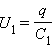 U₁ = q/C₁